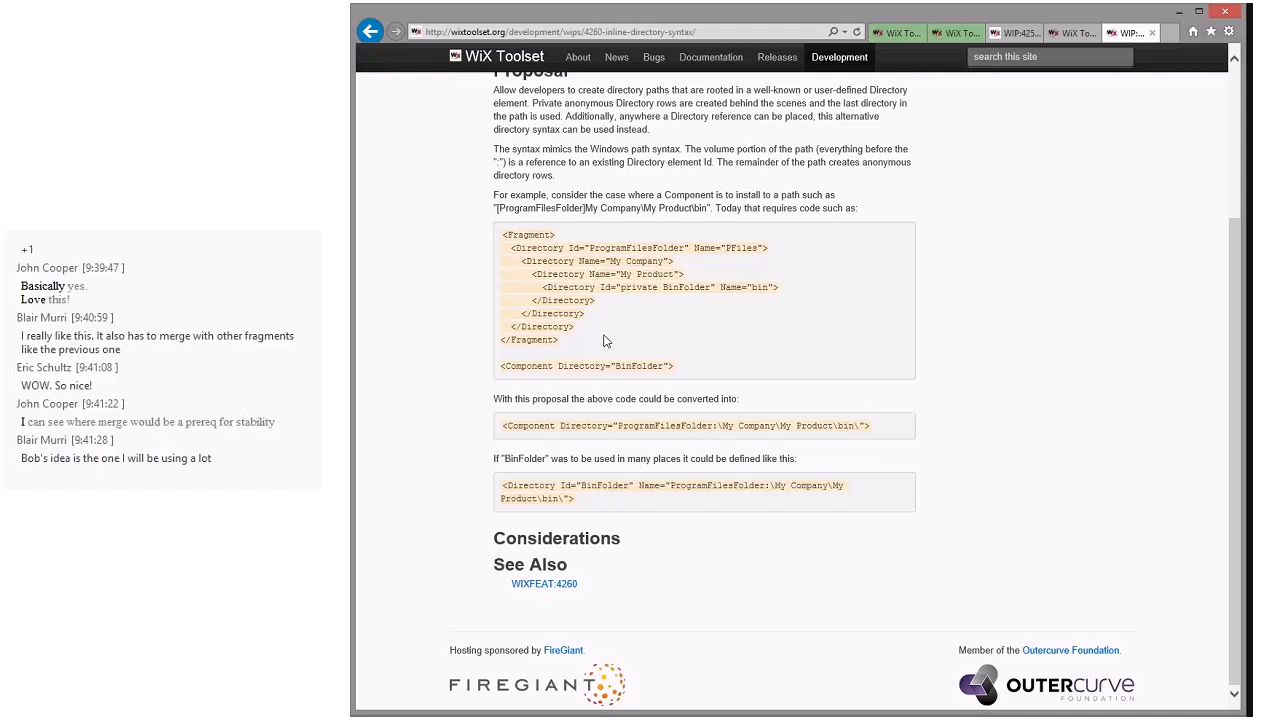 +1
John Cooper [9:39:47 ]
Basically yes.
Love this!
Blair Murri [9:40:59 ]
I really like this. It also has to merge with other fragments
like the previous one
Eric Schultz [9:41:08 ]
WOW. So nice!
John Cooper [9:41:22 ]
I can see where merge would be a prereq for stability
Blair Murri [9:41:28 ]
Bob's idea is the one I will be using a lot
http://wixtoolset.org/development/wips/4260-inline-directory-syntax/
WiX To...
WiX To...
WIP:425...
WiX To...
WIP:...
WiX Toolset
About
News
Bugs
Documentation
Releases
Development
search this site
Proposal
Allow developers to create directory paths that are rooted in a well-known or user-defined Directory
element. Private anonymous Directory rows are created behind the scenes and the last directory in
the path is used. Additionally, anywhere a Directory reference can be placed, this alternative
directory syntax can be used instead.
The syntax mimics the Windows path syntax. The volume portion of the path (everything before the
":") is a reference to an existing Directory element Id. The remainder of the path creates anonymous
directory rows.
For example, consider the case where a Component is to install to a path such as
"[ProgramFilesFolder]My Company\My Product\bin". Today that requires code such as:
<Fragment>
<Directory Id="ProgramFilesFolder" Name="PFiles">
<Directory Name="My Company">
<Directory Name="My Product">
<Directory Id="private BinFolder" Name="bin">
</Directory>
</Directory>
</Directory>
</Fragment>
<Component Directory="BinFolder">
With this proposal the above code could be converted into:
<Component Directory="ProgramFilesFolder:\My Company\My Product\bin\">
If "BinFolder" was to be used in many places it could be defined like this:
<Directory Id="BinFolder" Name="ProgramFilesFolder:\My Company\My
Product\bin\">
Considerations
See Also
WIXFEAT:4260
Hosting sponsored by FireGiant.
Member of the Outercurve Foundation.
FIREGIANT
OUTERCURVE
FOUNDATION